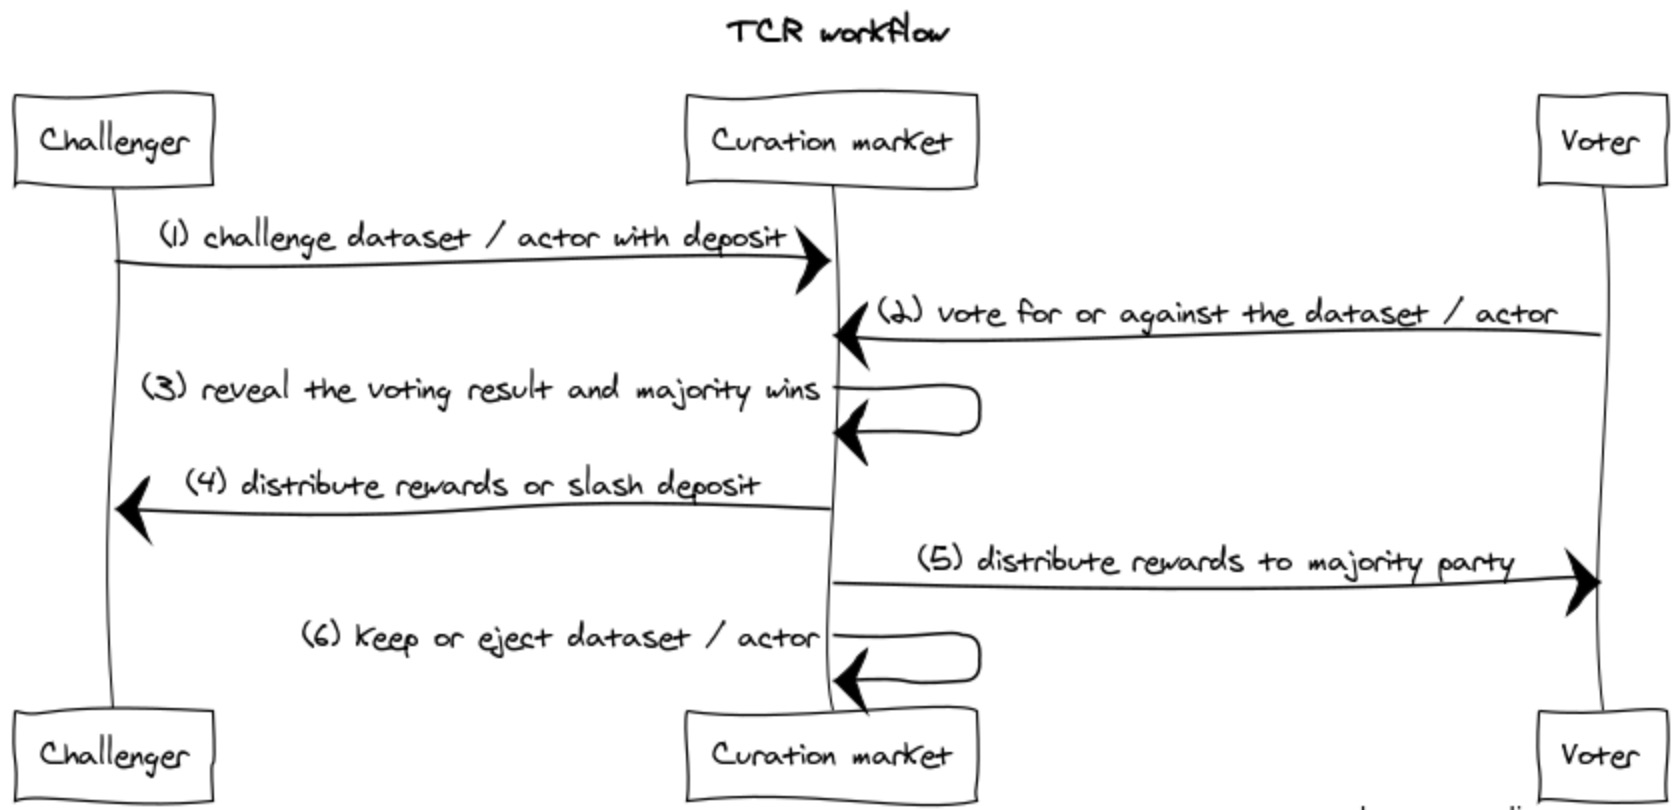 TCR workflow
Challenger
Curation market
Voter
(1) challenge dataset / actor with deposit
(2) vote for or against the dataset / actor
(3) reveal the voting result and majority wins
(4) distribute rewards or slash deposit
(5) distribute rewards to majority party
(6) keep or eject dataset / actor
Challenger
Curation market
Voter